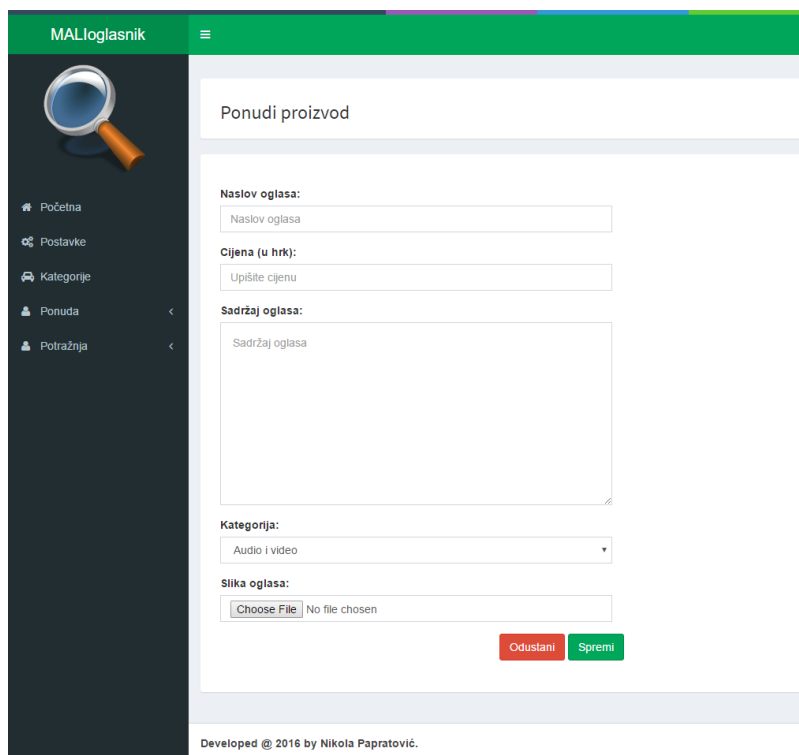 MALIoglasnik
Početna
Postavke
Kategorije
Ponuda
Potražnja
Ponudi proizvod
Naslov oglasa:
Naslov oglasa
Cijena (u hrk):
Upišite cijenu
Sadržaj oglasa:
Sadržaj oglasa
Kategorija:
Audio i video
Slika oglasa:
Choose File No file chosen
Odustani Spremi
Developed @ 2016 by Nikola Papratović.